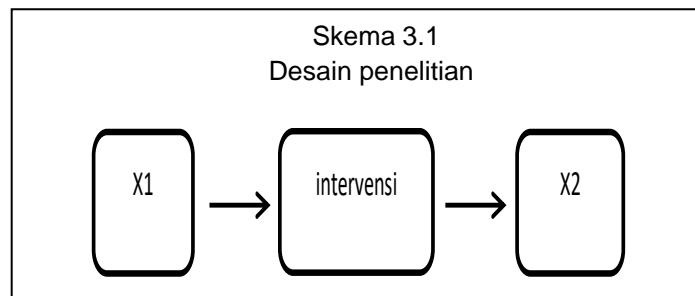 Skema 3.1
Desain penelitian
X1 intervensi X2